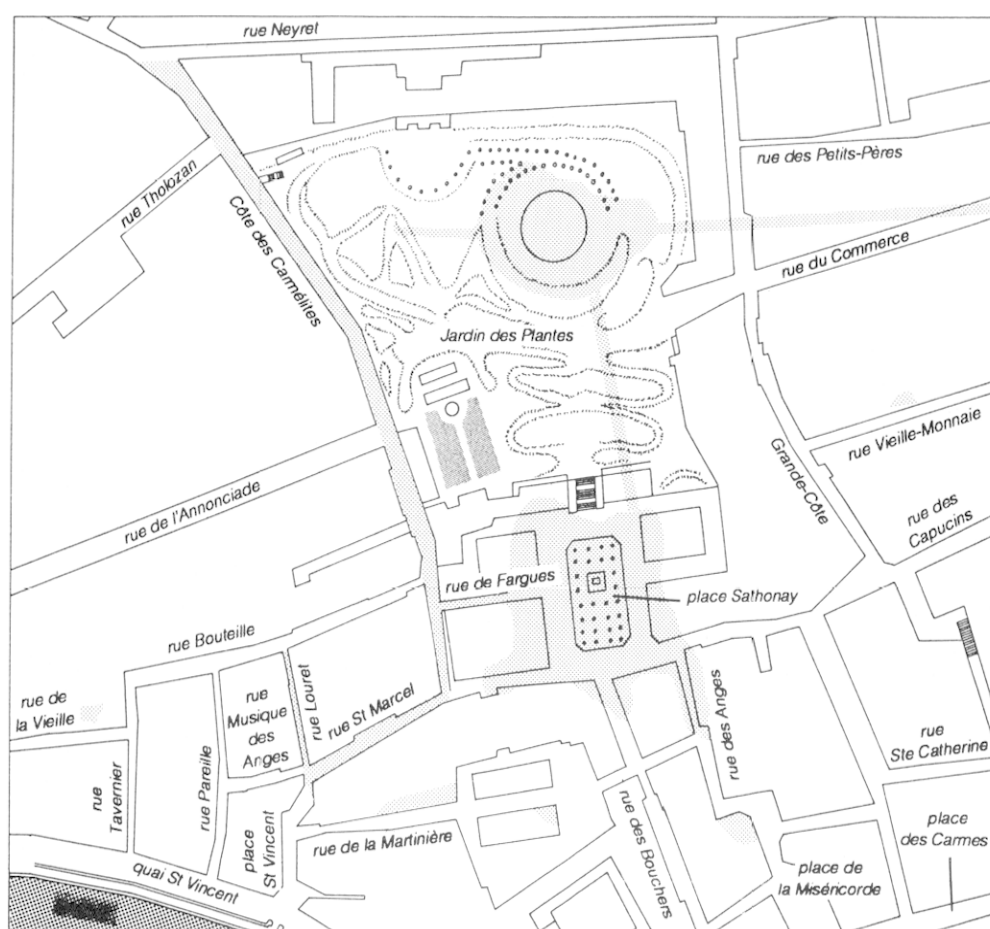 rue Neyret
rue des Petits-Pères
rue Tholozan
Côte des Carmélites
rue du Commerce
Jardin des Plantes
rue Vieille-Monnaie
Grande-Côte
rue de l'Annonciade
rue des
Capucins
rue de Fargues
place Sathonay
rue Bouteille
rue de
la Vieille
rue
Musique
des
Anges
rue Louret
rue St Marcel
rue des Anges
rue
Ste Catherine
rue
Tavernier
rue Pareille
place
St Vincent
rue de la Martinière
rue des Bouchers
place
des Carmes
quai St Vincent
place de
la Miséricorde